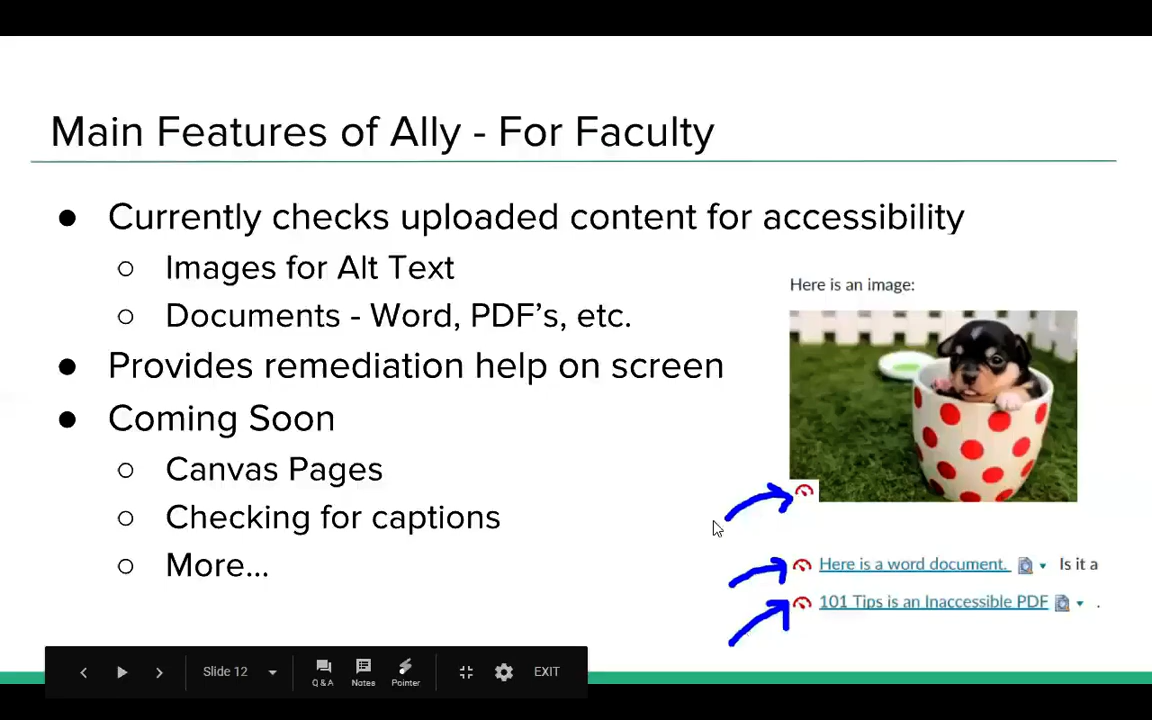 Main Features of Ally - For Faculty
● Currently checks uploaded content for accessibility
○ Images for Alt Text
○ Documents - Word, PDF's, etc.
● Provides remediation help on screen
● Coming Soon
○ Canvas Pages
○ Checking for captions
○ More...
Here is an image:
Here is a word document. Is it a
101 Tips is an Inaccessible PDF .
Slide 12
Q & A
Notes
Pointer
EXIT